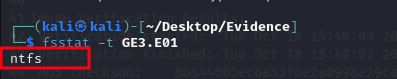 ┌──(kali㉿kali)-[~/Desktop/Evidence]
└─$ fsstat -t GE3.E01
ntfs